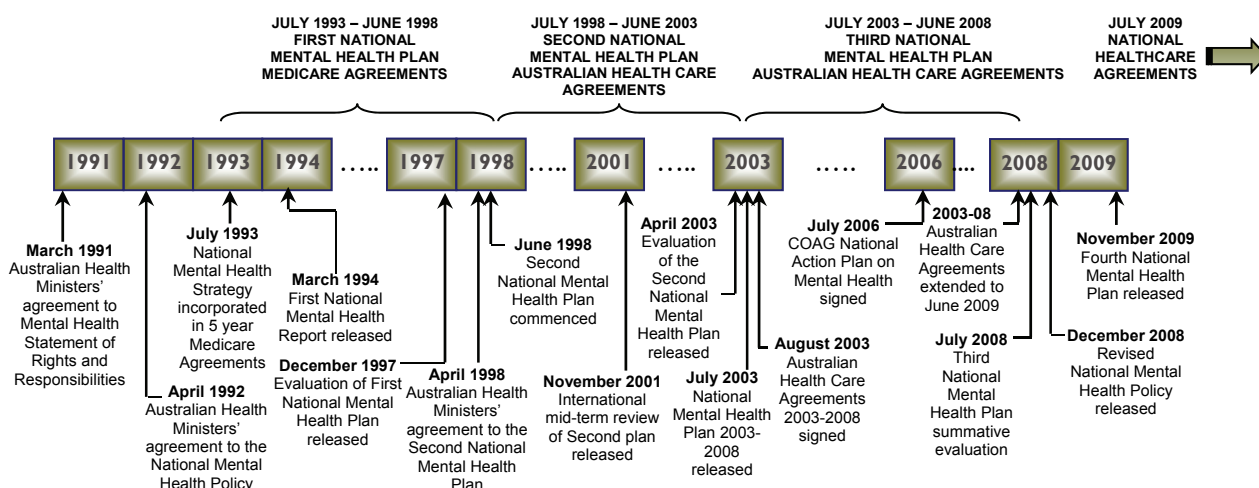 JULY 1993 – JUNE 1998
FIRST NATIONAL
MENTAL HEALTH PLAN
MEDICARE AGREEMENTS
JULY 1998 – JUNE 2003
SECOND NATIONAL
MENTAL HEALTH PLAN
AUSTRALIAN HEALTH CARE
AGREEMENTS
JULY 2003 – JUNE 2008
THIRD NATIONAL
MENTAL HEALTH PLAN
AUSTRALIAN HEALTH CARE AGREEMENTS
JULY 2009
NATIONAL
HEALTHCARE
AGREEMENTS
1991 1992 1993 1994 ..... 1997 1998 ..... 2001 ..... 2003 ..... 2006 .... 2008 2009
March 1991
Australian Health
Ministers'
agreement to
Mental Health
Statement of
Rights and
Responsibilities
April 1992
Australian Health
Ministers'
agreement to the
National Mental
Health Policy
July 1993
National
Mental Health
Strategy
incorporated
in 5 year
Medicare
Agreements
March 1994
First National
Mental Health
Report released
December 1997
Evaluation of First
National Mental
Health Plan
released
April 1998
Australian Health
Ministers'
agreement to the
Second National
Mental Health
Plan
June 1998
Second
National Mental
Health Plan
commenced
November 2001
International
mid-term review
of Second plan
released
April 2003
Evaluation
of the
Second
National
Mental
Health Plan
released
July 2003
National
Mental Health
Plan 2003-
2008
released
August 2003
Australian
Health Care
Agreements
2003-2008
signed
July 2006
COAG National
Action Plan on
Mental Health
signed
2003-08
Australian
Health Care
Agreements
extended to
June 2009
July 2008
Third
National
Mental
Health Plan
summative
evaluation
December 2008
Revised
National Mental
Health Policy
released
November 2009
Fourth National
Mental Health
Plan released